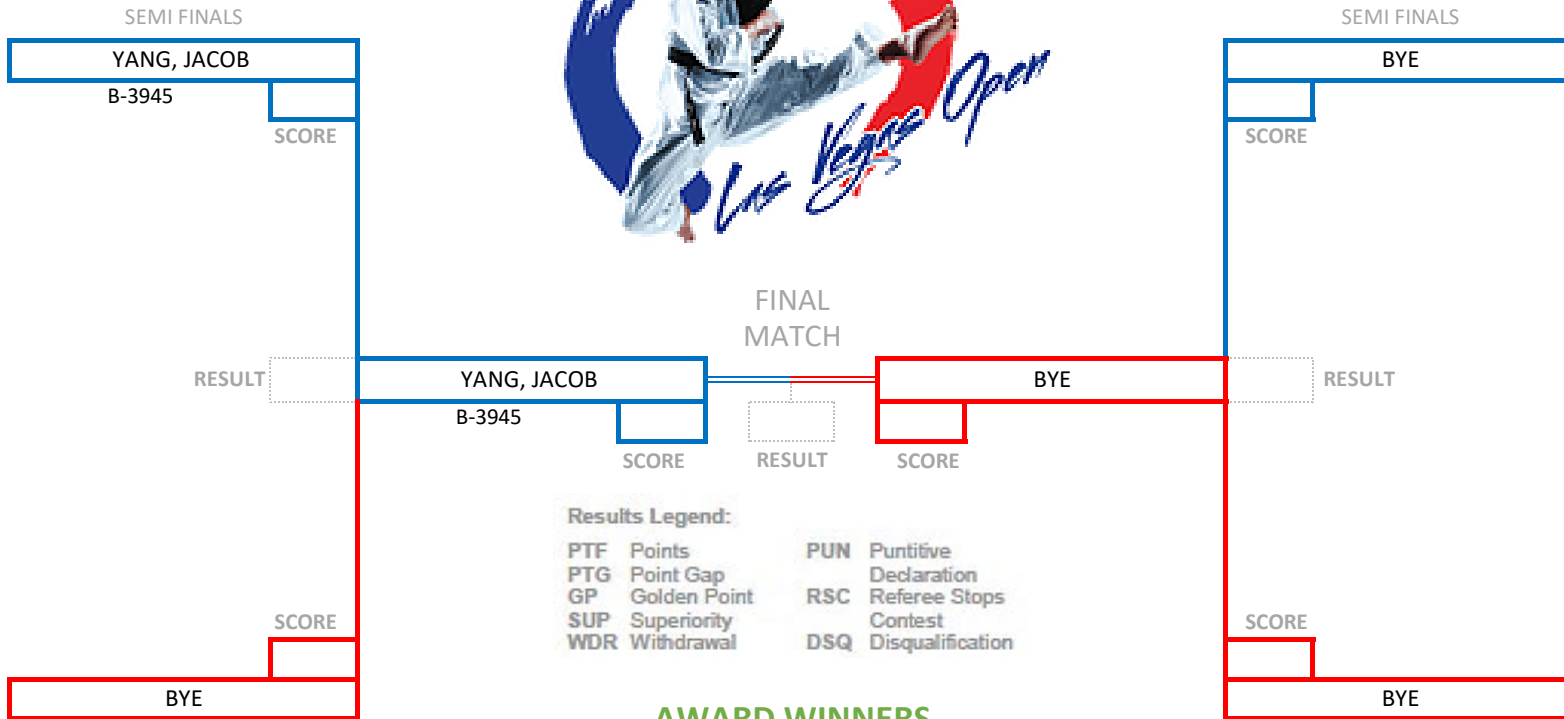 SEMI FINALS
SEMI FINALS
YANG, JACOB
BYE
B-3945
SCORE
SCORE
Las Vegas Open
FINAL
MATCH
RESULT
YANG, JACOB
BYE
RESULT
B-3945
SCORE
RESULT
SCORE
Results Legend:
PTF Points
PTG Point Gap
GP Golden Point
SUP Superiority
WDR Withdrawal
PUN Puntitive
Declaration
RSC Referee Stops
Contest
DSQ Disqualification
SCORE
SCORE
BYE
BYE
AWARD WINNERS